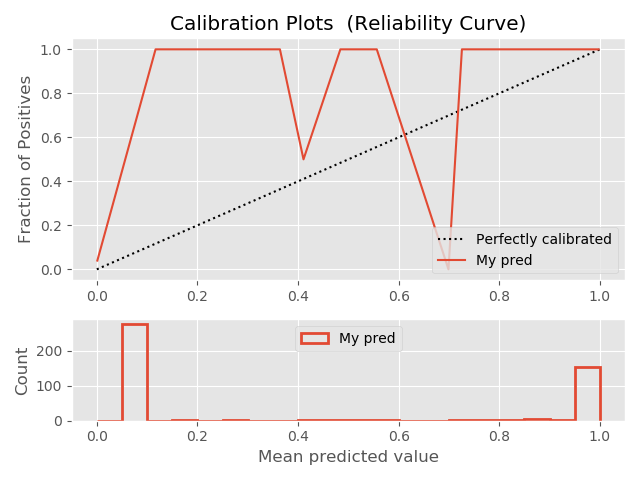 Calibration Plots  (Reliability Curve)
Fraction of Positives
1.0
0.8
0.6
0.4
0.2
0.0
Perfectly calibrated
My pred
0.0 0.2 0.4 0.6 0.8 1.0
Count
200
100
0
My pred
0.0 0.2 0.4 0.6 0.8 1.0
Mean predicted value